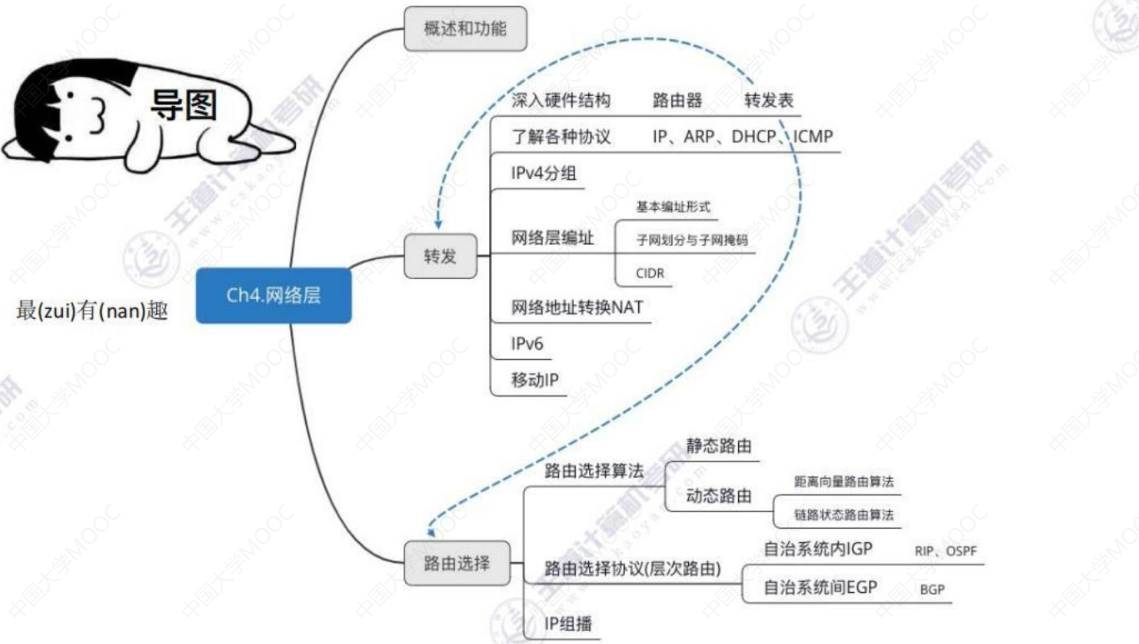 概述和功能
导图
深入硬件结构 路由器 转发表
了解各种协议 IP、ARP、DHCP、ICMP
IPv4分组
基本编址形式
网络层编址
子网划分与子网掩码
CIDR
转发
Ch4.网络层
最(zui)有(nan)趣
网络地址转换NAT
IPv6
移动IP
静态路由
路由选择算法
动态路由
距离向量路由算法
链路状态路由算法
路由选择
自治系统内IGP RIP、OSPF
路由选择协议(层次路由)
自治系统间EGP BGP
IP组播
中国大学MOOC
王道计算机考研
www.cskaoyan.com